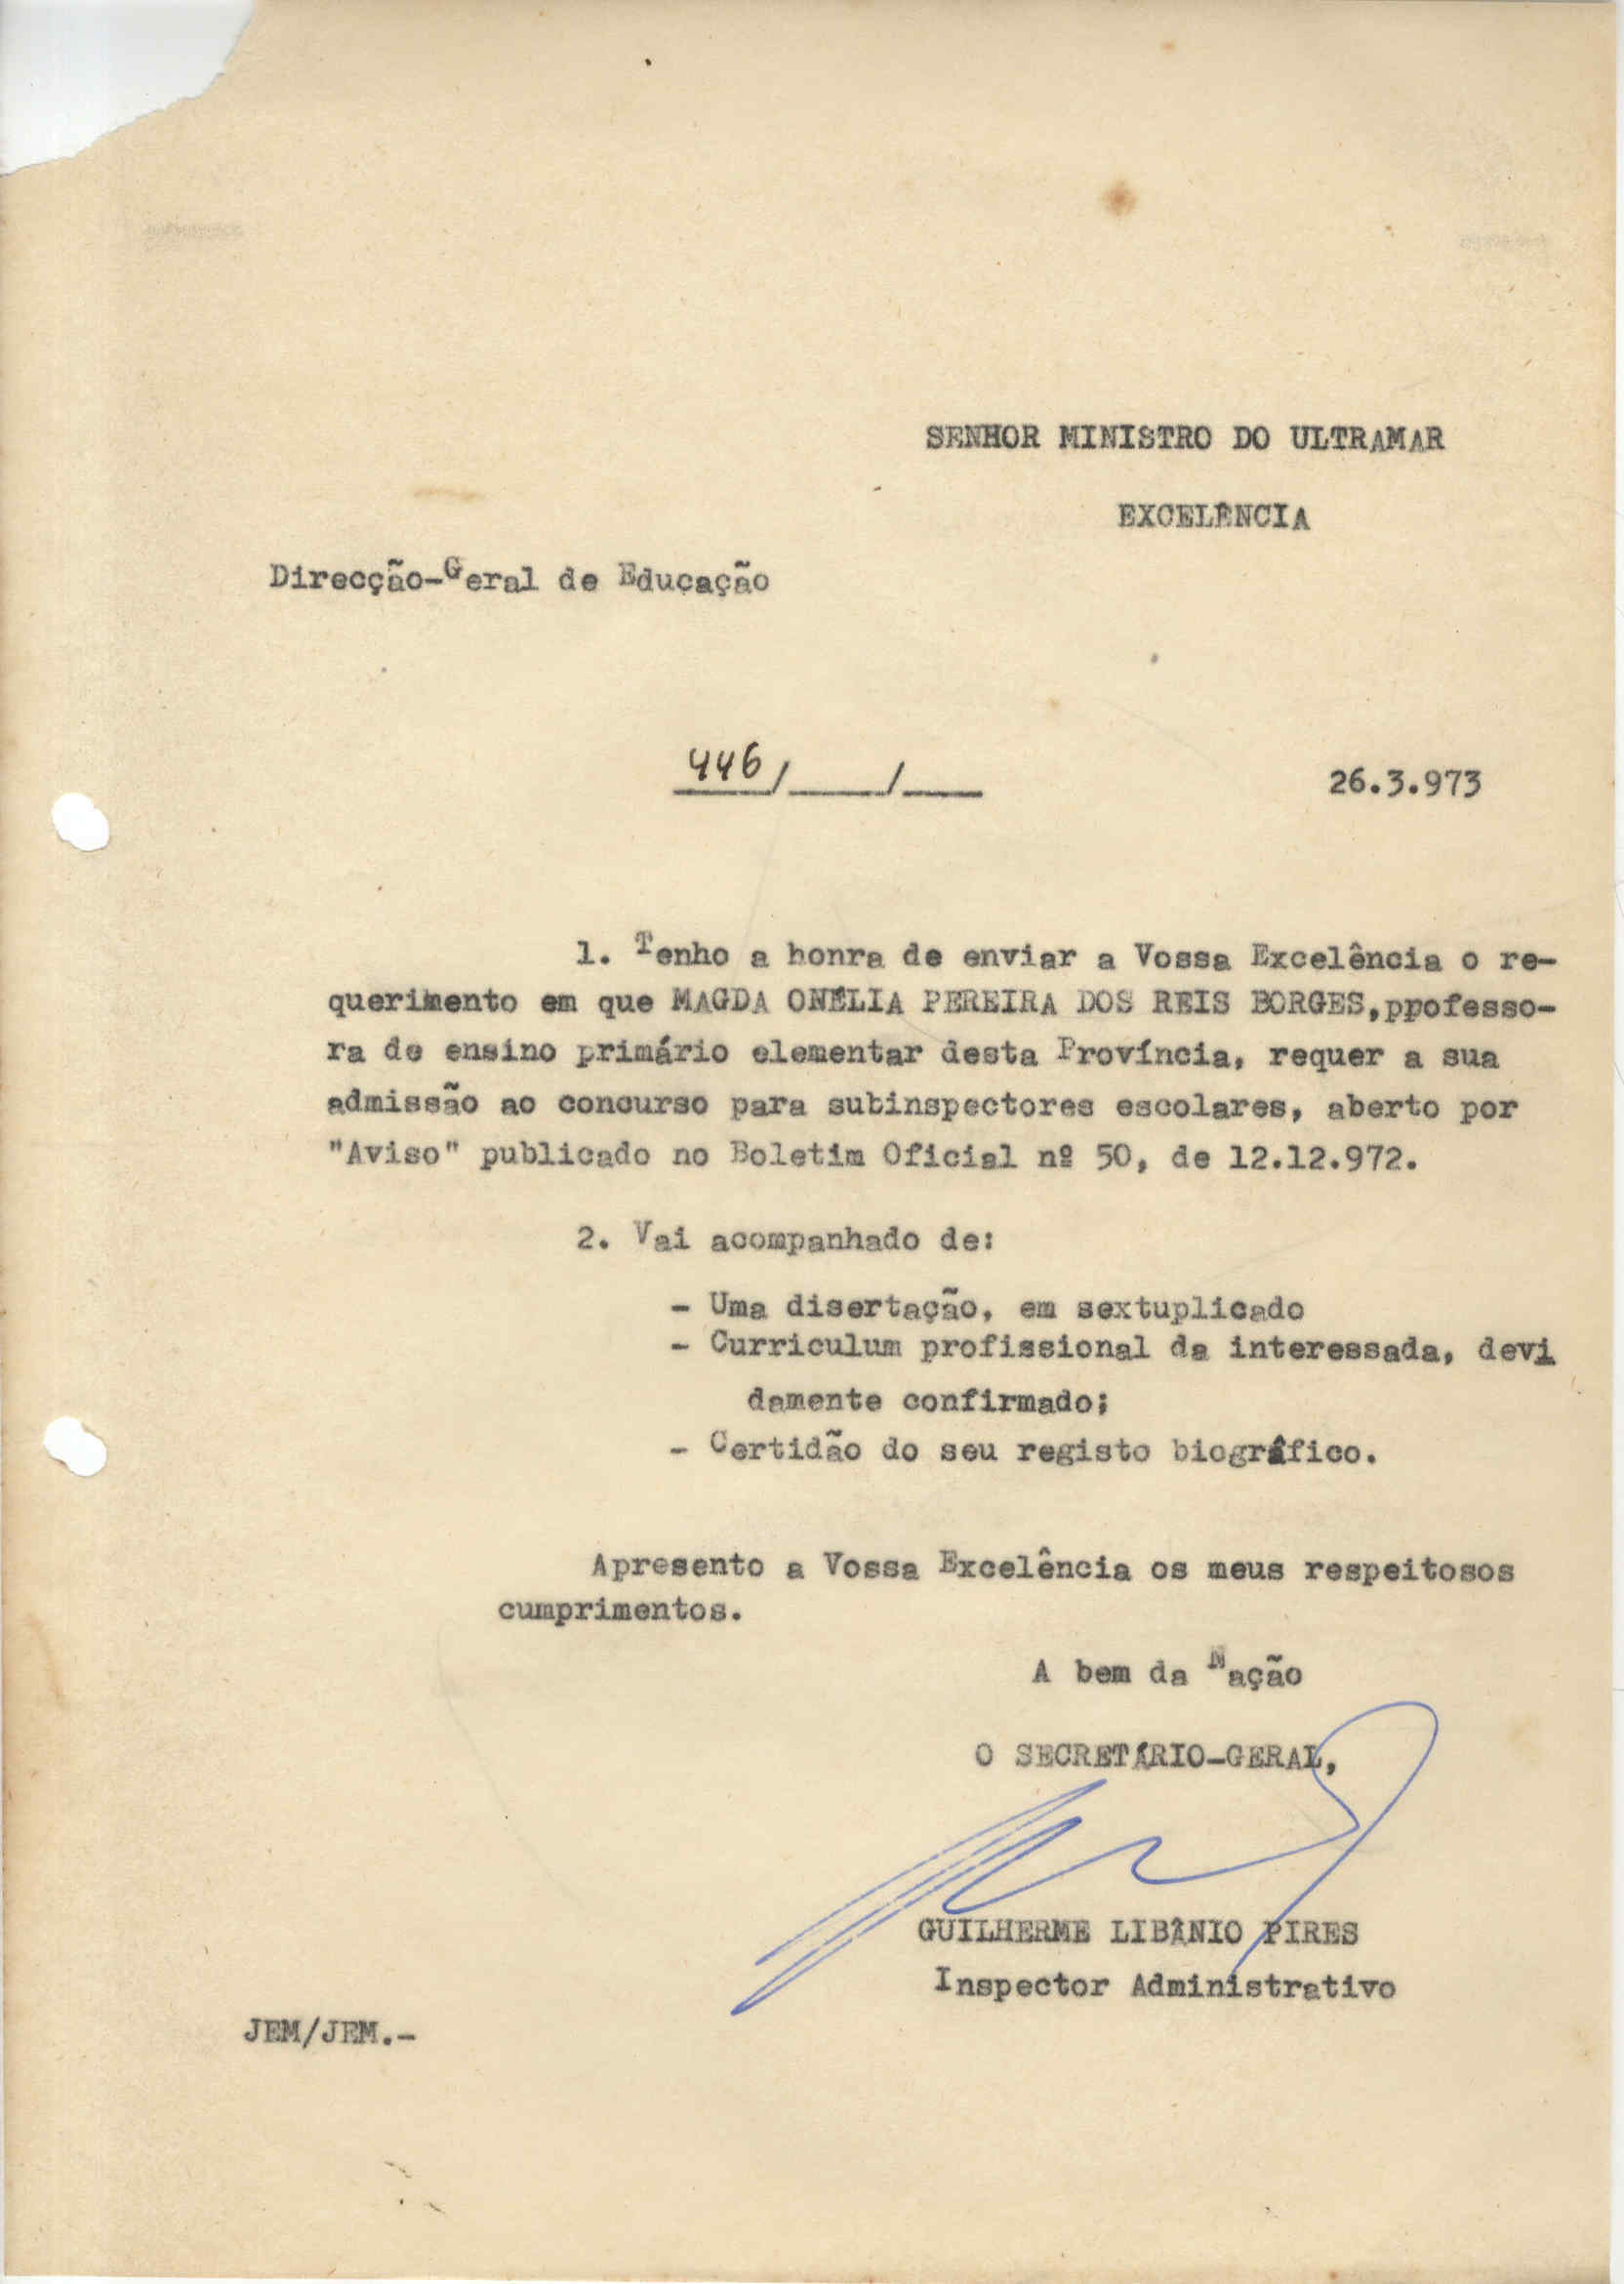 SENHOR MINISTRO DO ULTRAMAR
EXCELÊNCIA
Direcção-Geral de Educação
446/___/___
26.3.973
1. Tenho a honra de enviar a Vossa Excelência o re-
querimento em que MAGDA ONÉLIA PEREIRA DOS REIS BORGES,ppofesso-
ra de ensino primário elementar desta Província, requer a sua
admissão ao concurso para subinspectores escolares, aberto por
"Aviso" publicado no Boletim Oficial nº 50, de 12.12.972.
2. Vai acompanhado de:
- Uma disertação, em sextuplicado
- Curriculum profissional da interessada, devi
damente confirmado;
- Certidão do seu registo biográfico.
Apresento a Vossa Excelência os meus respeitosos
cumprimentos.
A bem da Nação
O SECRETÁRIO-GERAL,
GUILHERME LIBÂNIO PIRES
Inspector Administrativo
JEM/JEM.-